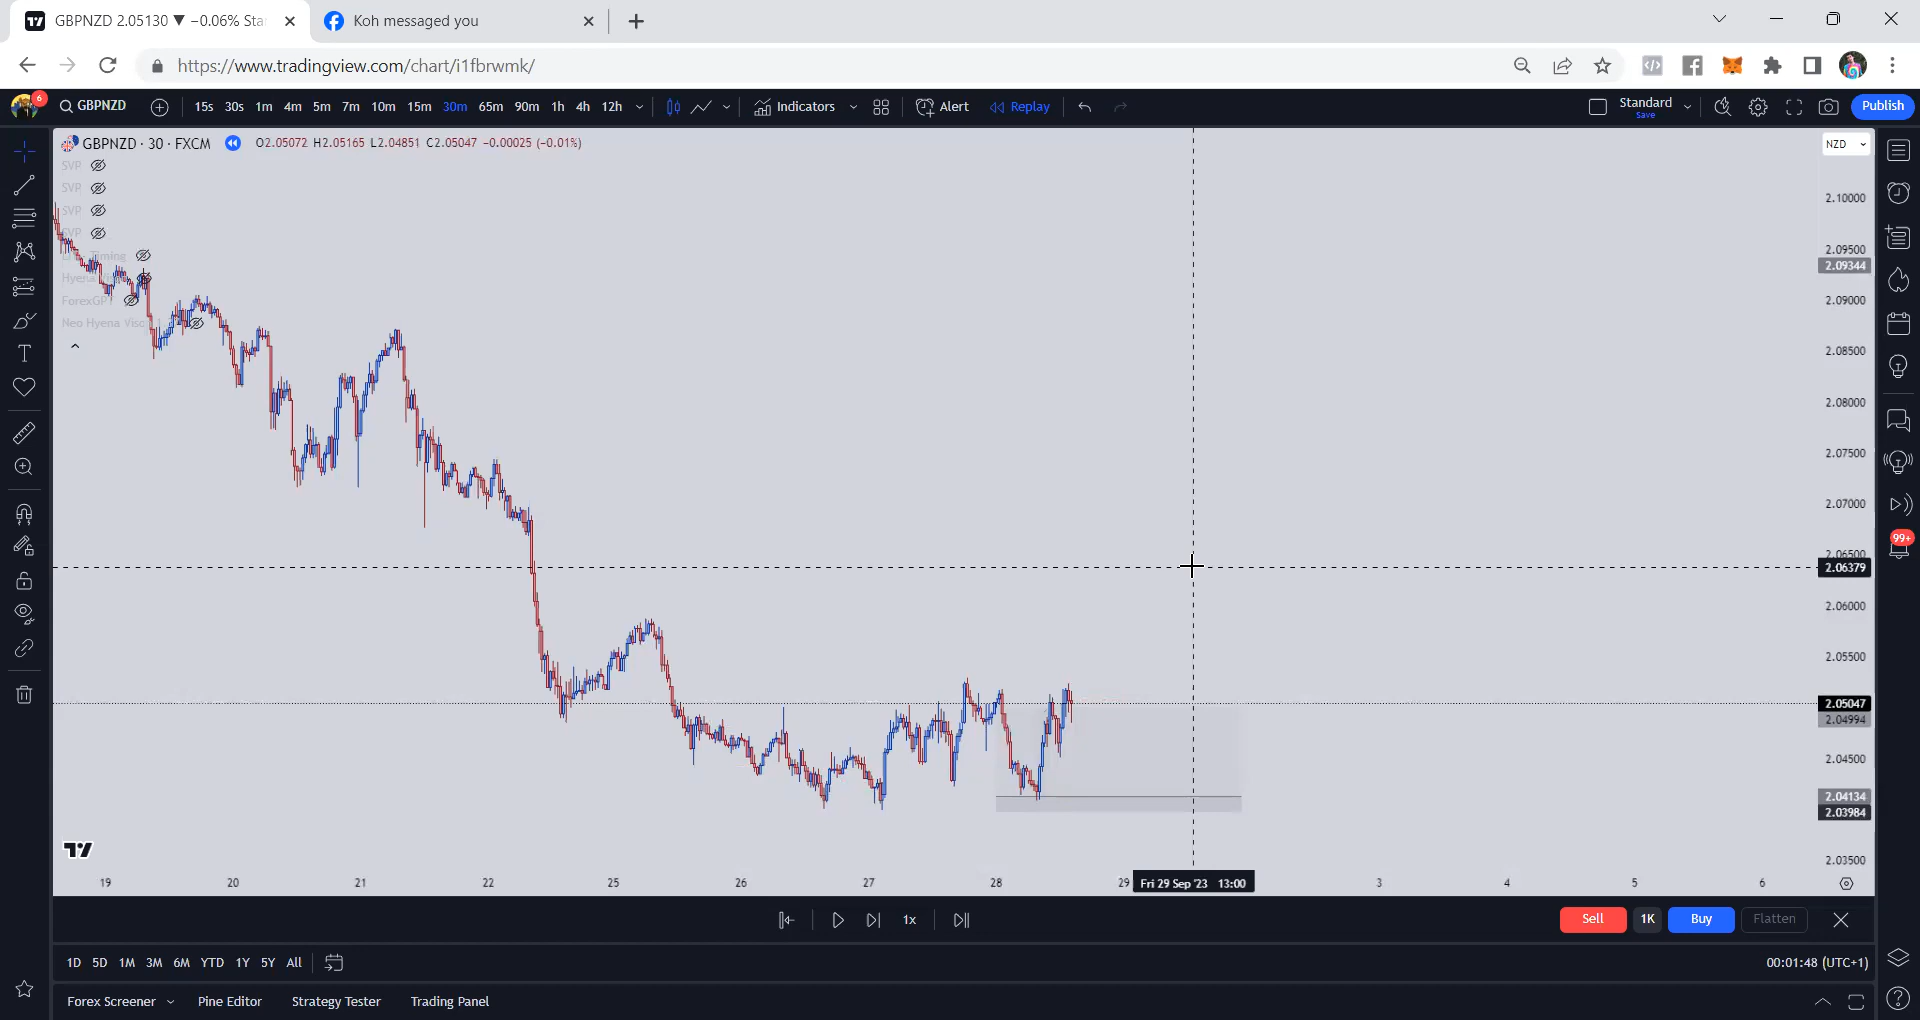 GBPNZD 2.05130 ▼ −0.06% Sta
Koh messaged you
https://www.tradingview.com/chart/i1fbrwmk/
6
GBPNZD
15s 30s 1m 4m 5m 7m 10m 15m 30m 65m 90m 1h 4h 12h
Indicators
Alert
Replay
Standard
Save
Publish
GBPNZD · 30 · FXCM
O2.05072 H2.05165 L2.04851 C2.05047 −0.00025 (−0.01%)
NZD
SVP
SVP
SVP
SVP
Timing
Hyena
ForexGPT
Neo Hyena
2.10000
2.09500
2.09344
2.09000
2.08500
2.08000
2.07500
2.07000
2.06500
2.06379
2.06000
2.05500
2.05047
2.04994
2.04500
2.04134
2.03984
2.03500
99+
19 20 21 22 25 26 27 28 29 Fri 29 Sep '23 13:00 3 4 5 6
1x
Sell 1K Buy Flatten
1D 5D 1M 3M 6M YTD 1Y 5Y All
00:01:48 (UTC+1)
Forex Screener Pine Editor Strategy Tester Trading Panel